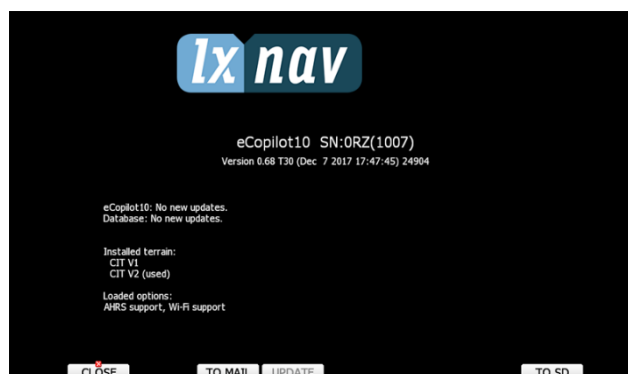 lx nav
eCopilot10 SN:0RZ(1007)
Version 0.68 T30 (Dec 7 2017 17:47:45) 24904
eCopilot10: No new updates.
Database: No new updates.
Installed terrain:
CIT V1
CIT V2 (used)
Loaded options:
AHRS support, Wi-Fi support
CLOSE TO MAIL UPDATE TO SD